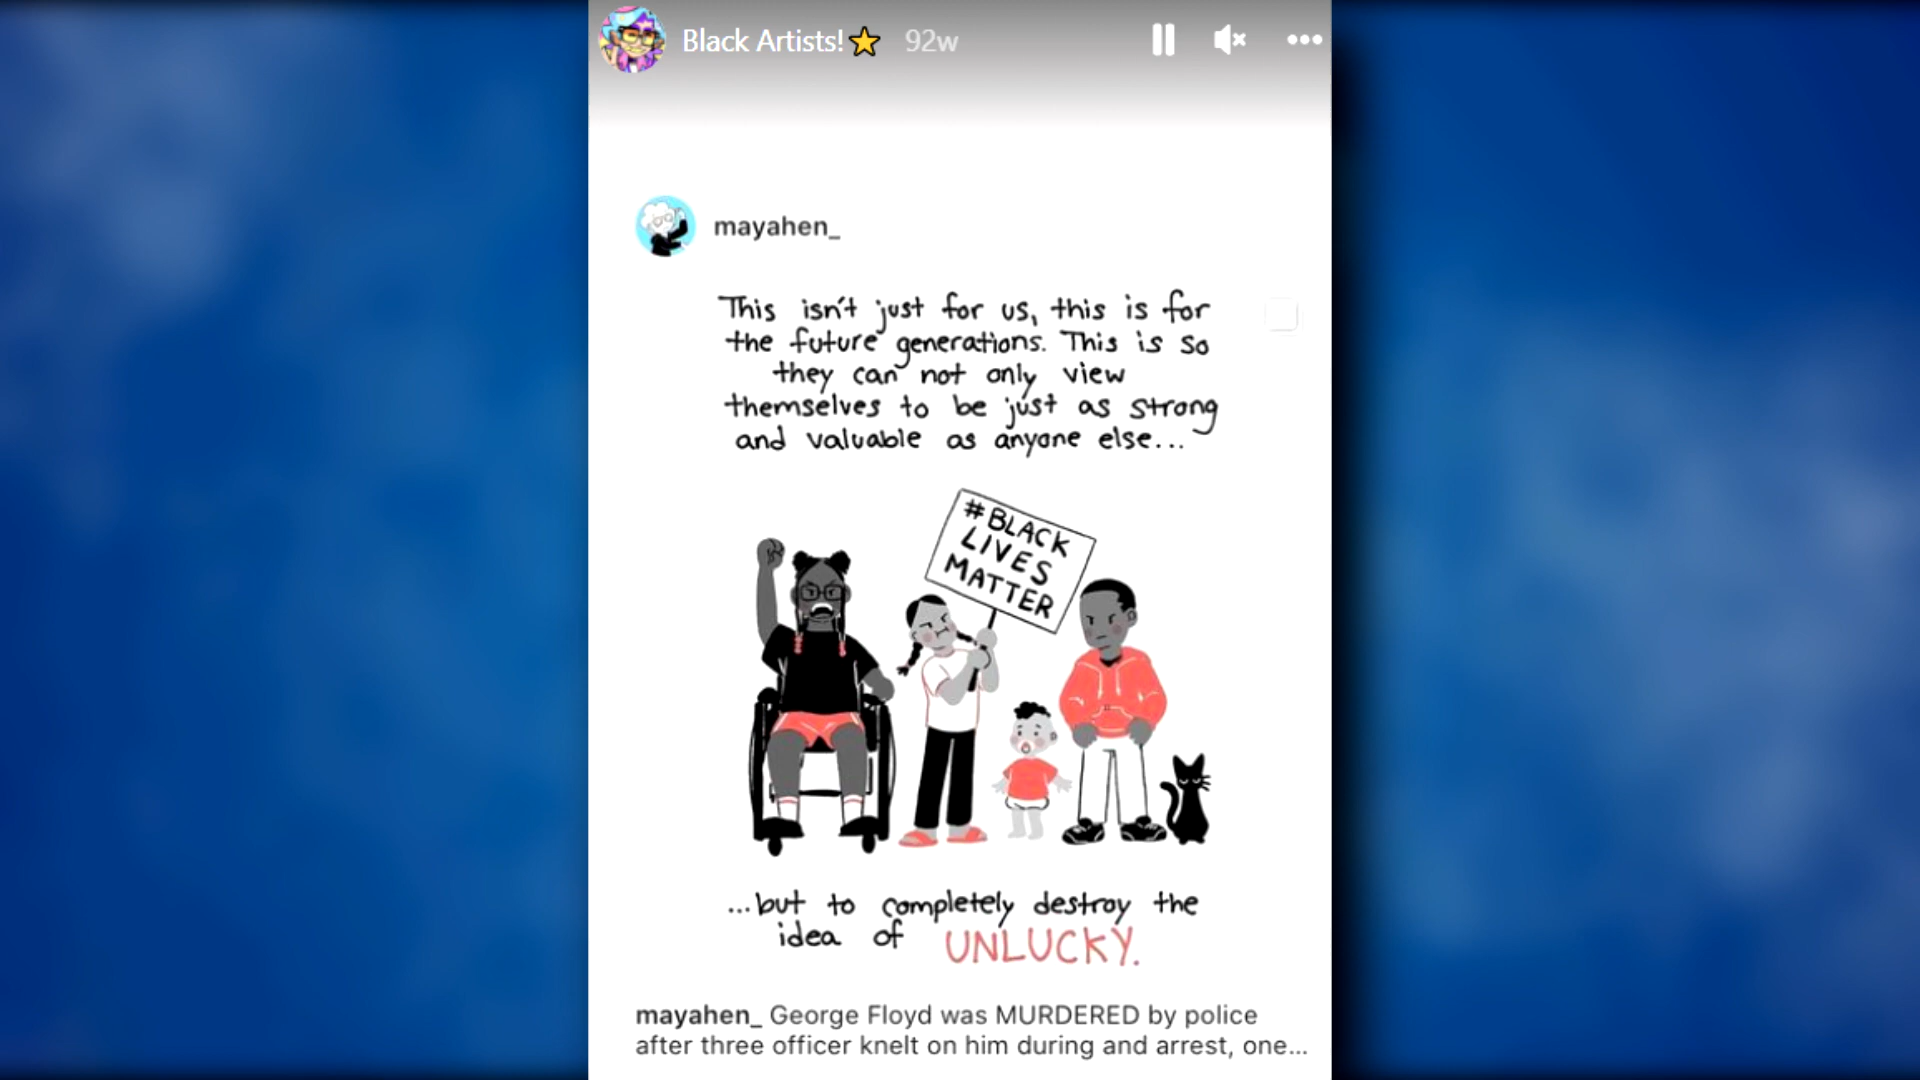 Black Artists!⭐ 92w
mayahen_
This isn't just for us, this is for
the future generations. This is so
they can not only view
themselves to be just as strong
and valuable as anyone else...
#BLACK
LIVES
MATTER
...but to completely destroy the
idea of UNLUCKY.
mayahen_ George Floyd was MURDERED by police
after three officer knelt on him during and arrest, one...